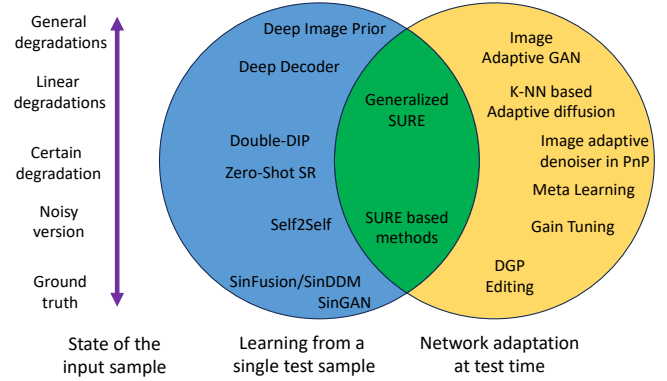 General
degradations
Linear
degradations
Certain
degradation
Noisy
version
Ground
truth
State of the
input sample
Deep Image Prior
Deep Decoder
Double-DIP
Zero-Shot SR
Self2Self
SinFusion/SinDDM
SinGAN
Learning from a
single test sample
Generalized
SURE
SURE based
methods
Image
Adaptive GAN
K-NN based
Adaptive diffusion
Image adaptive
denoiser in PnP
Meta Learning
Gain Tuning
DGP
Editing
Network adaptation
at test time